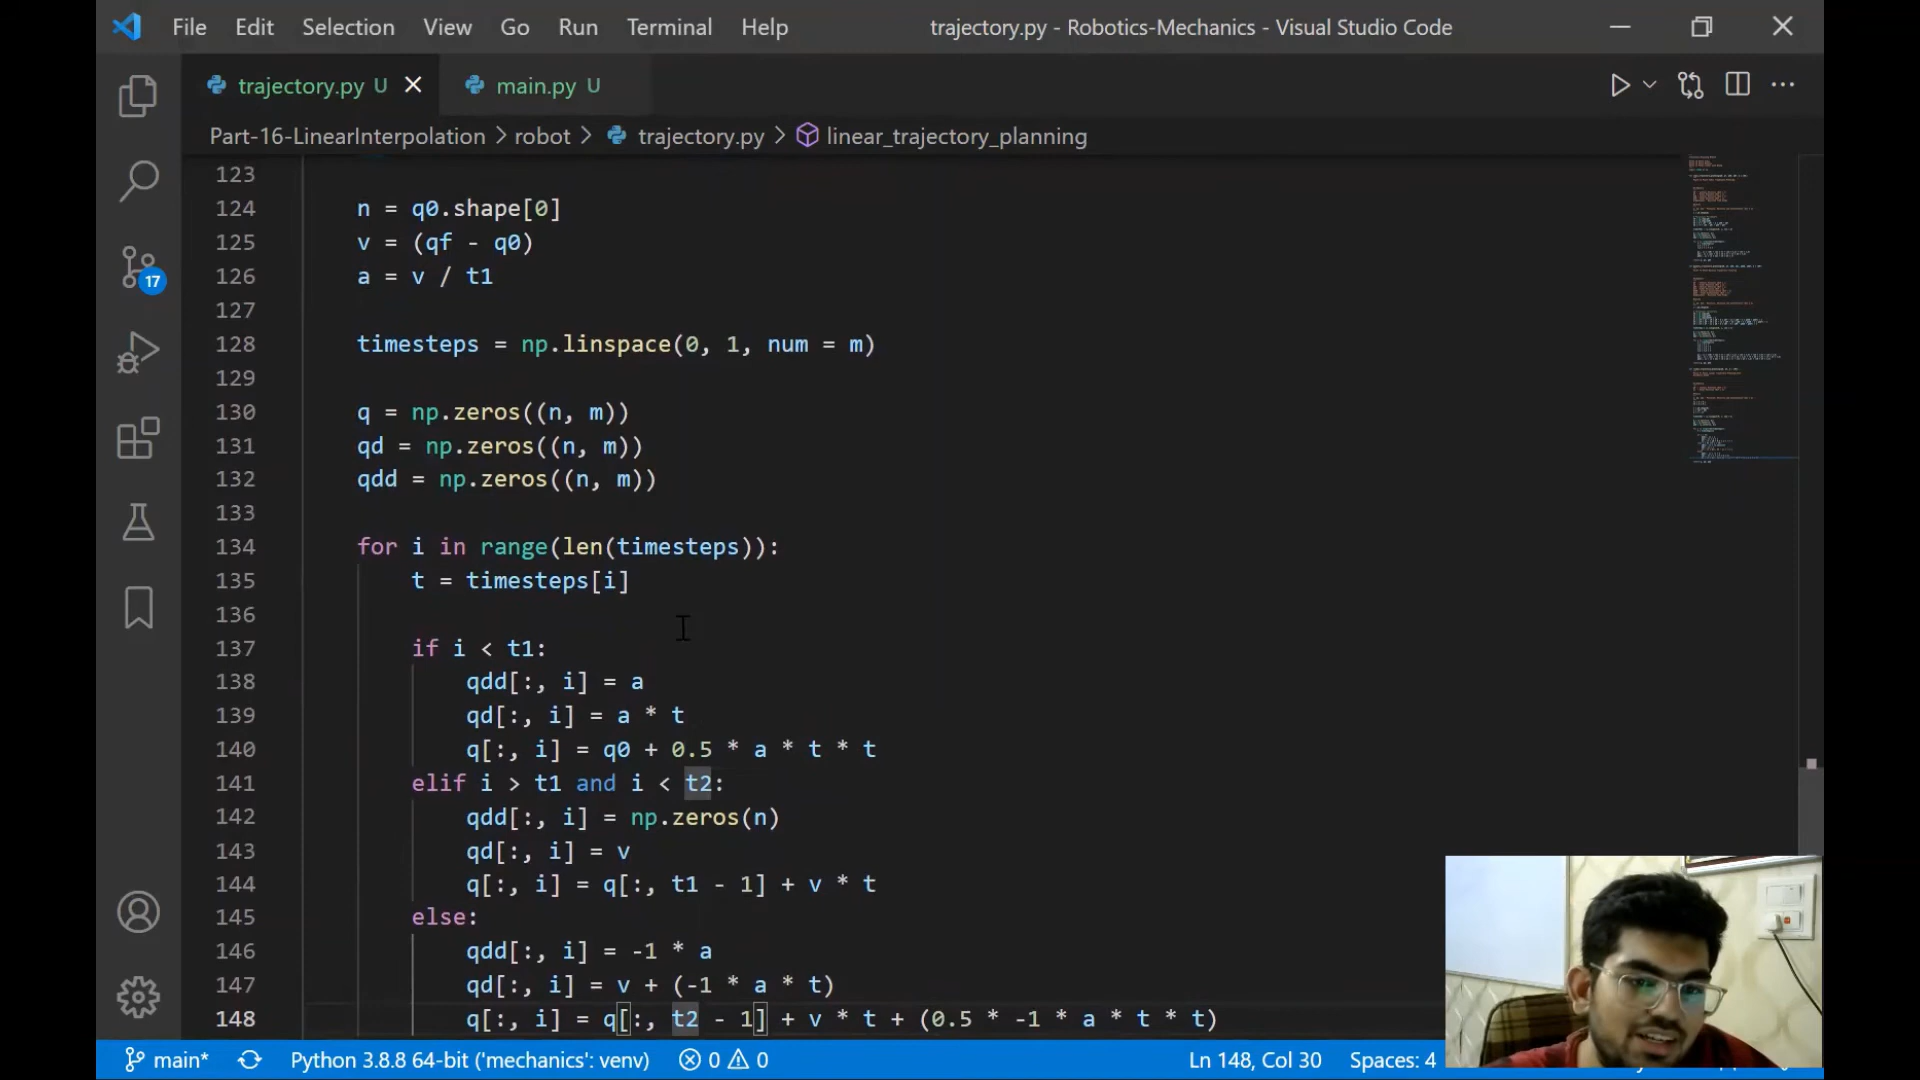 File Edit Selection View Go Run Terminal Help trajectory.py - Robotics-Mechanics - Visual Studio Code
trajectory.py U main.py U
Part-16-LinearInterpolation > robot > trajectory.py > linear_trajectory_planning
123
124 n = q0.shape[0]
125 v = (qf - q0)
126 a = v / t1
127
128 timesteps = np.linspace(0, 1, num = m)
129
130 q = np.zeros((n, m))
131 qd = np.zeros((n, m))
132 qdd = np.zeros((n, m))
133
134 for i in range(len(timesteps)):
135 t = timesteps[i]
136
137 if i < t1:
138 qdd[:, i] = a
139 qd[:, i] = a * t
140 q[:, i] = q0 + 0.5 * a * t * t
141 elif i > t1 and i < t2:
142 qdd[:, i] = np.zeros(n)
143 qd[:, i] = v
144 q[:, i] = q[:, t1 - 1] + v * t
145 else:
146 qdd[:, i] = -1 * a
147 qd[:, i] = v + (-1 * a * t)
148 q[:, i] = q[:, t2 - 1] + v * t + (0.5 * -1 * a * t * t)
17
main* Python 3.8.8 64-bit ('mechanics': venv) 0 0 Ln 148, Col 30 Spaces: 4